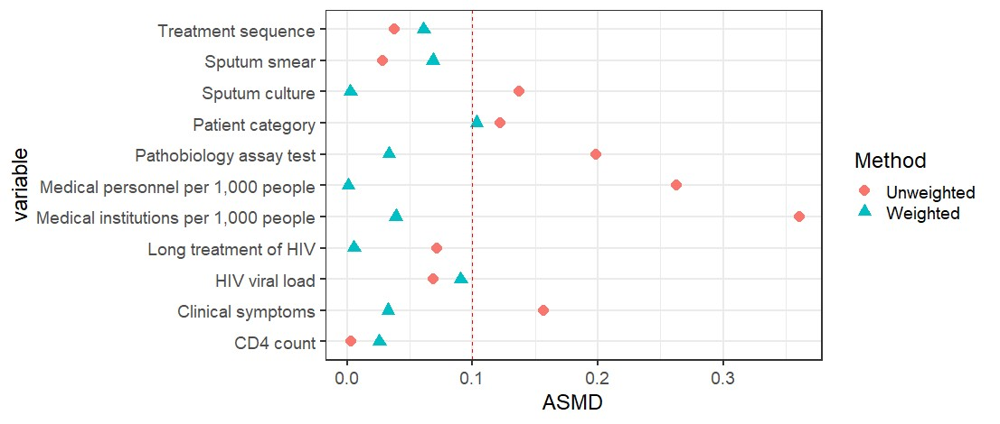 variable
Treatment sequence
Sputum smear
Sputum culture
Patient category
Pathobiology assay test
Medical personnel per 1,000 people
Medical institutions per 1,000 people
Long treatment of HIV
HIV viral load
Clinical symptoms
CD4 count
0.0 0.1 0.2 0.3
ASMD
Method
Unweighted
Weighted